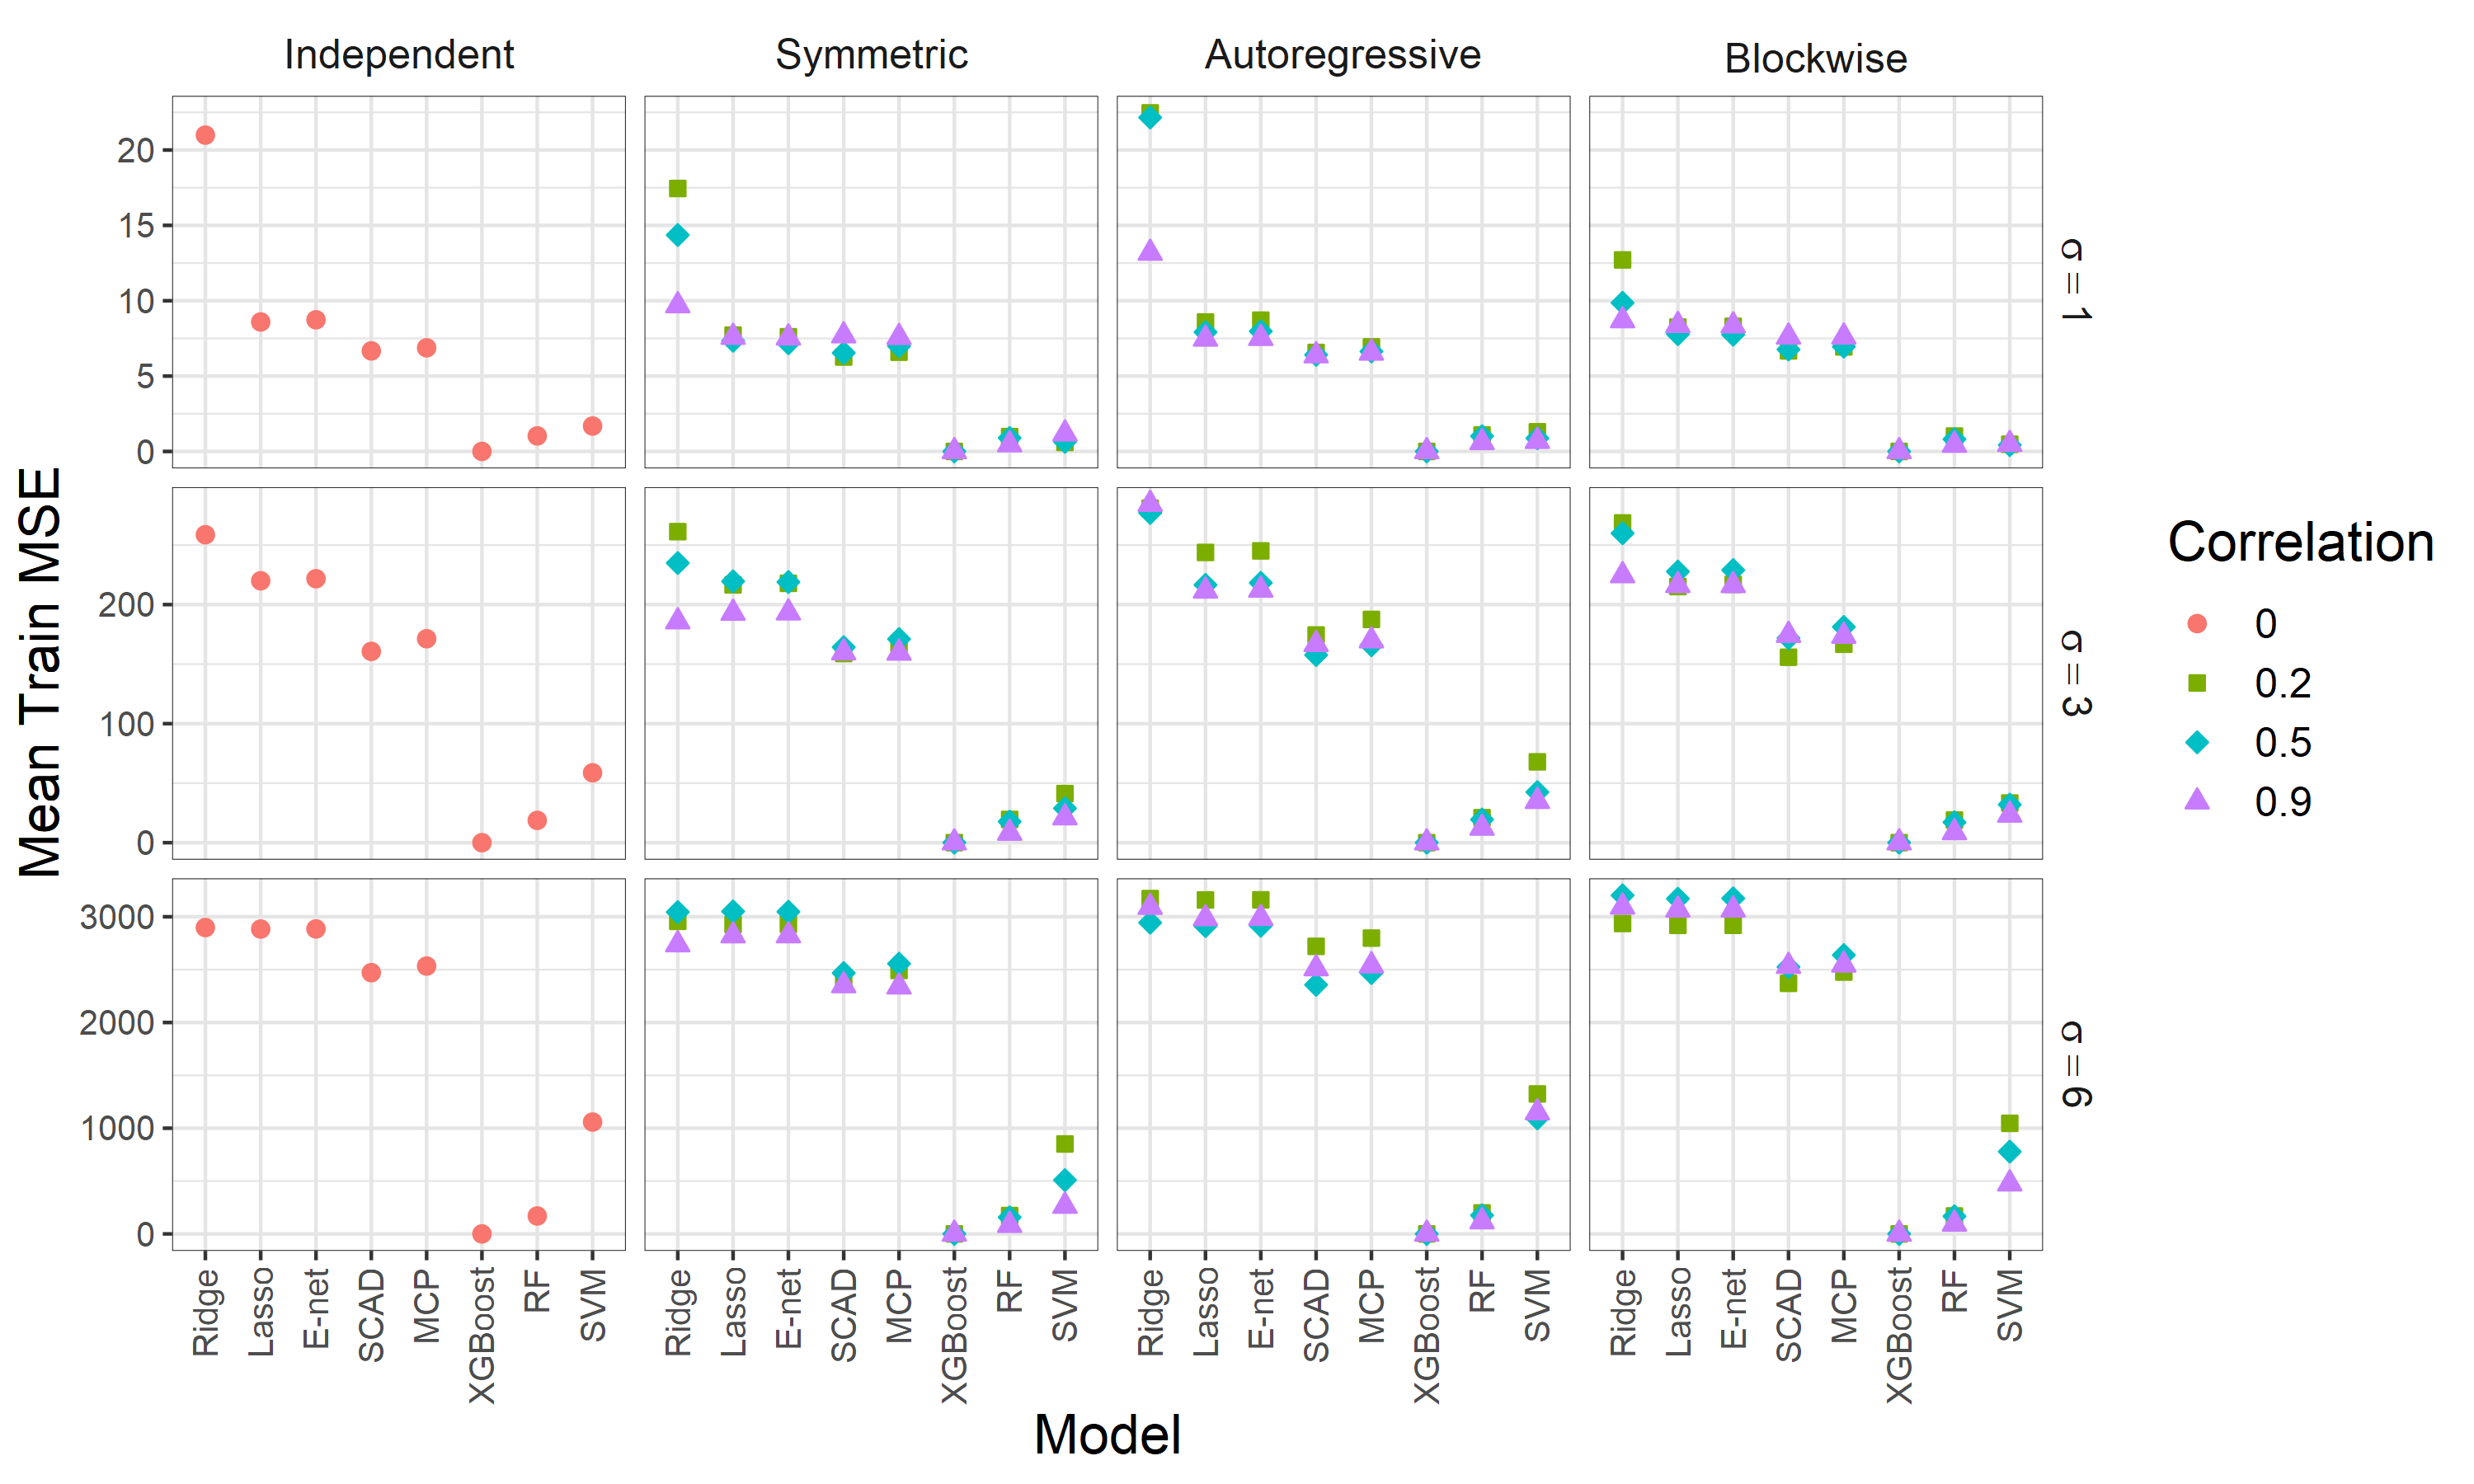 Independent
Symmetric
Autoregressive
Blockwise
20
15
10
5
0
σ = 1
Mean Train MSE
200
100
0
σ = 3
3000
2000
1000
0
σ = 6
Ridge
Lasso
E-net
SCAD
MCP
XGBoost
RF
SVM
Ridge
Lasso
E-net
SCAD
MCP
XGBoost
RF
SVM
Ridge
Lasso
E-net
SCAD
MCP
XGBoost
RF
SVM
Ridge
Lasso
E-net
SCAD
MCP
XGBoost
RF
SVM
Model
Correlation
0
0.2
0.5
0.9